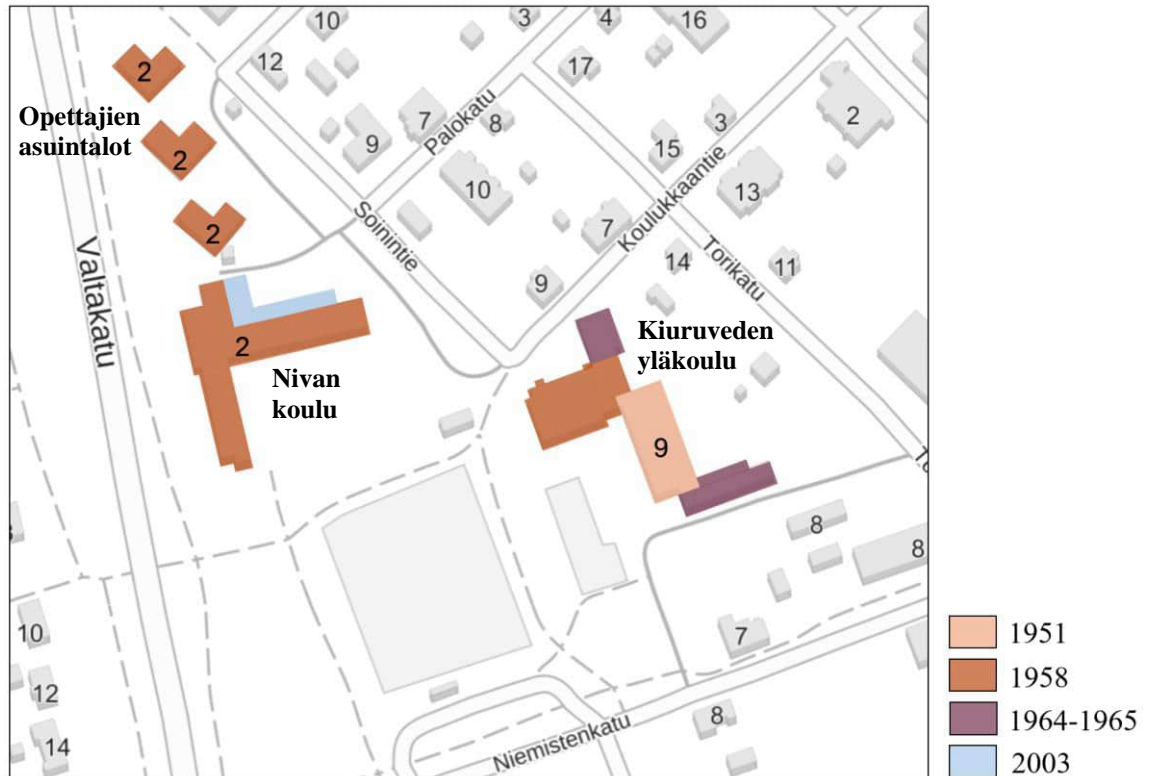 10
3
4
16
2
12
17
Opettajien
asuintalot
7
8
3
2
9
Palokatu
15
2
10
13
2
Soinintie
7
Koulukkaantie
Valtakatu
14
Torikatu
11
9
2
Kiuruveden
yläkoulu
Nivan
koulu
9
8
8
10
7
12
8
14
Niemistenkatu
1951
1958
1964-1965
2003